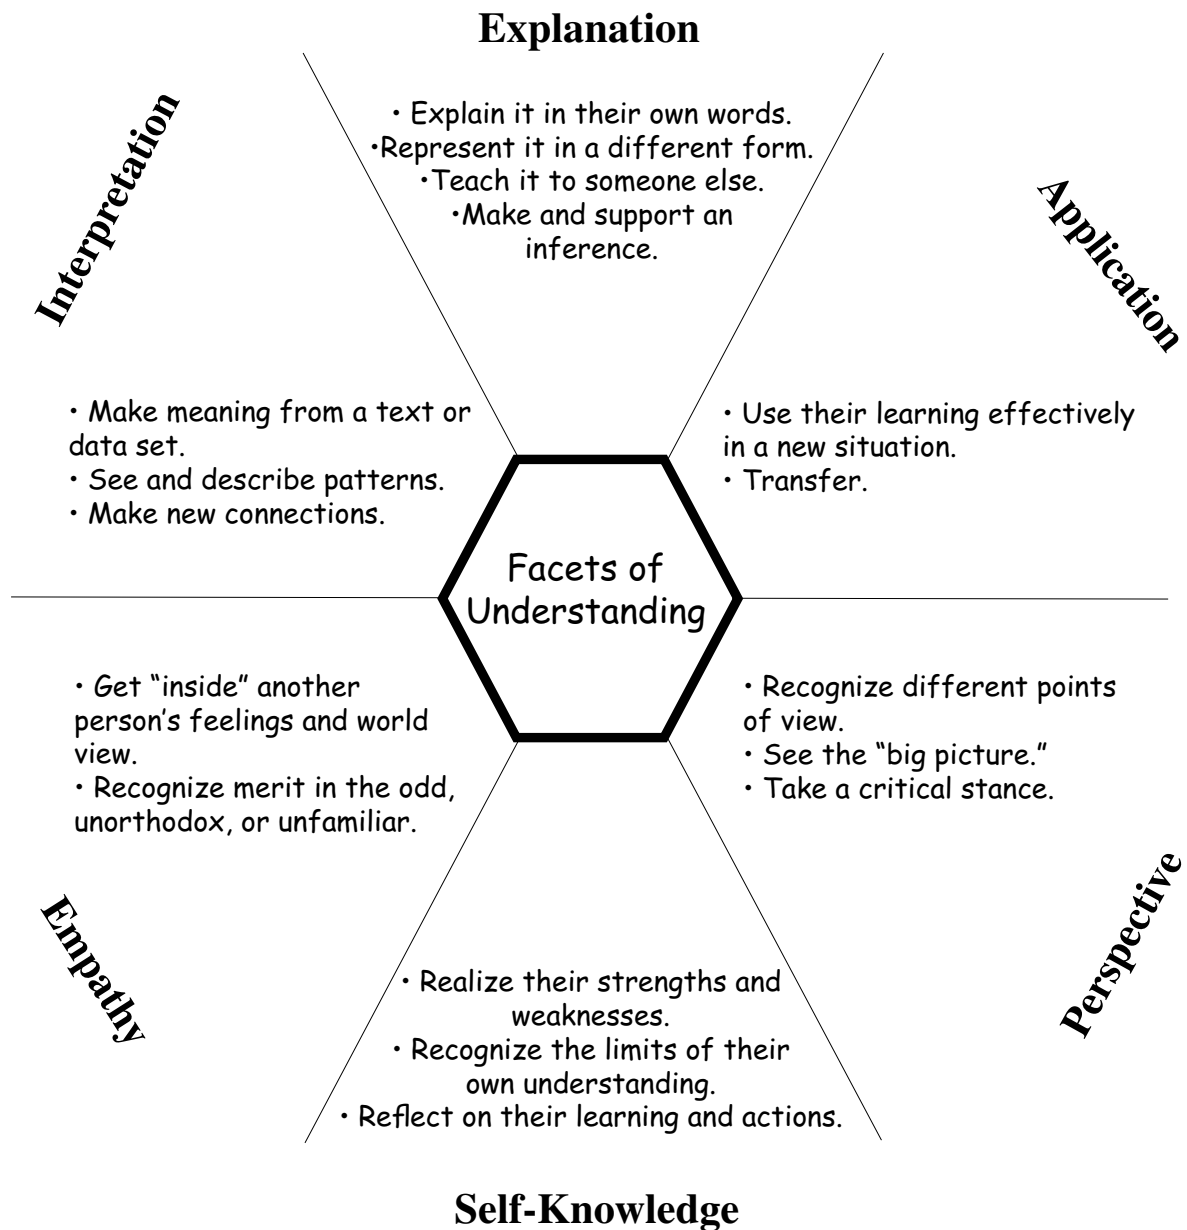 Explanation
• Explain it in their own words.
•Represent it in a different form.
•Teach it to someone else.
•Make and support an
inference.
Interpretation
• Make meaning from a text or
data set.
• See and describe patterns.
• Make new connections.
Application
• Use their learning effectively
in a new situation.
• Transfer.
Facets of
Understanding
• Get “inside” another
person’s feelings and world
view.
• Recognize merit in the odd,
unorthodox, or unfamiliar.
Empathy
• Recognize different points
of view.
• See the “big picture.”
• Take a critical stance.
Perspective
• Realize their strengths and
weaknesses.
• Recognize the limits of their
own understanding.
• Reflect on their learning and actions.
Self-Knowledge